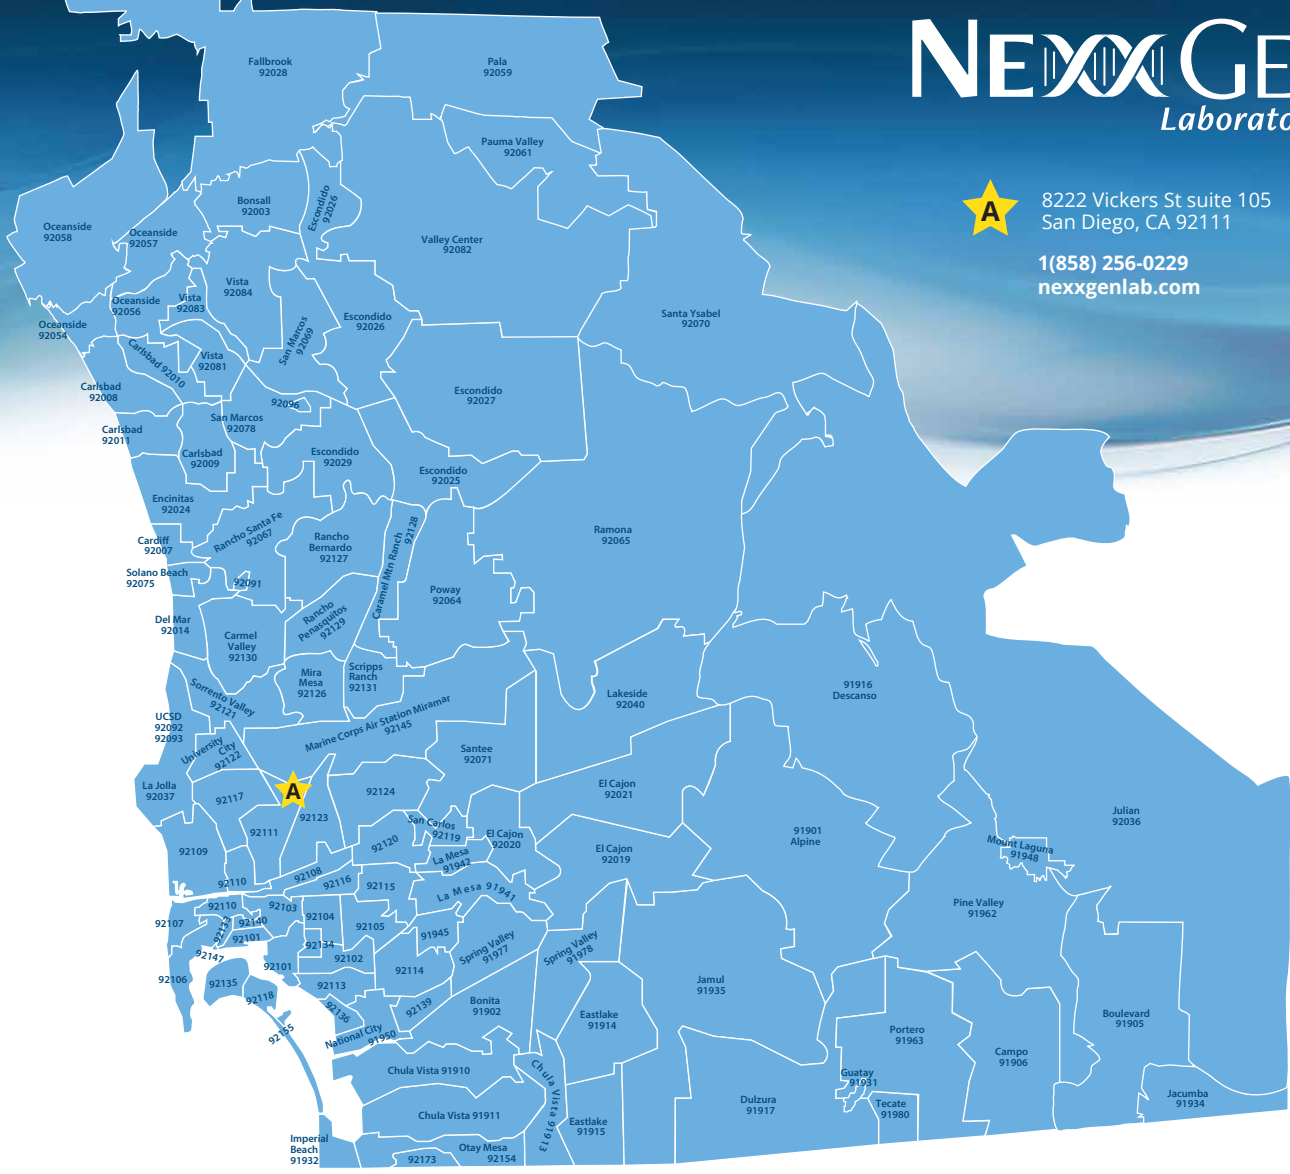 NEXXGE
Laborato
A
8222 Vickers St suite 105
San Diego, CA 92111
1(858) 256-0229
nexxgenlab.com
Fallbrook
92028
Pala
92059
Pauma Valley
92061
Bonsall
92003
Escondido
92026
Oceanside
92058
Oceanside
92057
Valley Center
92082
Vista
92084
Oceanside
92056
Vista
92083
Oceanside
92054
San Marcos
92069
Escondido
92026
Santa Ysabel
92070
Carlsbad 92010
Vista
92081
Carlsbad
92008
92096
Escondido
92027
Carlsbad
92011
San Marcos
92078
Carlsbad
92009
Escondido
92029
Escondido
92025
Encinitas
92024
Rancho Santa Fe
92067
Cardiff
92007
Rancho
Bernardo
92127
Caramel Mtn Ranch
92128
Ramona
92065
Solano Beach
92075
92091
Poway
92064
Del Mar
92014
Carmel
Valley
92130
Rancho
Penasquitos
92129
Mira
Mesa
92126
Scripps
Ranch
92131
Sorrento Valley
92121
Lakeside
92040
91916
Descanso
UCSD
92092
92093
University
City
92122
Marine Corps Air Station Miramar
92145
Santee
92071
La Jolla
92037
92117
A
92124
El Cajon
92021
92111
92123
San Carlos
92119
92120
El Cajon
92020
91901
Alpine
Julian
92036
92109
La Mesa
91942
El Cajon
92019
Mount Laguna
91948
92110
92108
92116
92115
La Mesa 91941
92110
92103
92104
Pine Valley
91962
92107
92133
92140
92101
92134
92105
91945
Spring Valley
91977
Spring Valley
91978
92147
92101
92102
92114
92106
92135
92118
92113
Jamul
91935
92136
92139
Bonita
91902
Eastlake
91914
Portero
91963
Boulevard
91905
92155
National City
91950
Campo
91906
Chula Vista 91910
Chula Vista 91913
Guatay
91931
Tecate
91980
Dulzura
91917
Jacumba
91934
Chula Vista 91911
Eastlake
91915
Imperial
Beach
91932
92173
Otay Mesa
92154